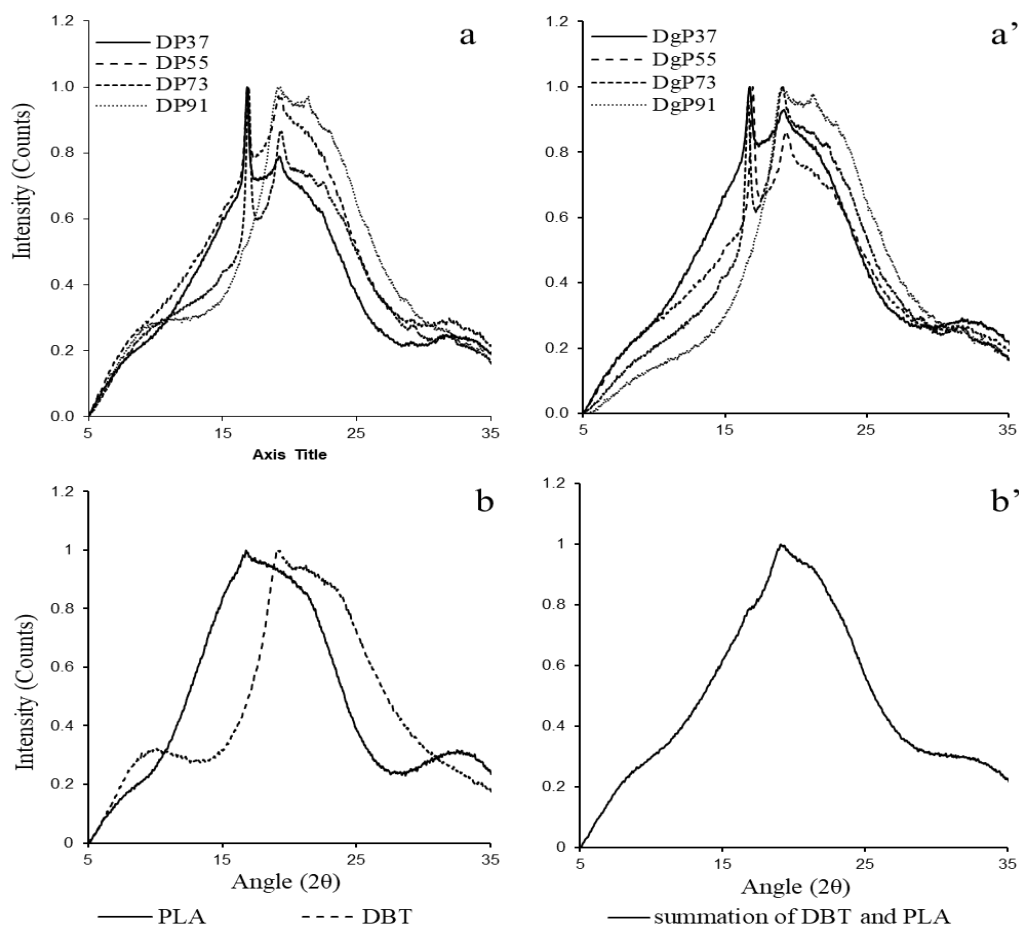 a
DP37
DP55
DP73
DP91
Intensity (Counts)
1.2
1.0
0.8
0.6
0.4
0.2
0.0
5 15 25 35
Axis Title
a’
DgP37
DgP55
DgP73
DgP91
1.2
1.0
0.8
0.6
0.4
0.2
0.0
5 15 25 35
b
Intensity (Counts)
1.2
1
0.8
0.6
0.4
0.2
0
5 15 25 35
Angle (2θ)
PLA DBT
b’
1.2
1
0.8
0.6
0.4
0.2
0
5 15 25 35
Angle (2θ)
summation of DBT and PLA